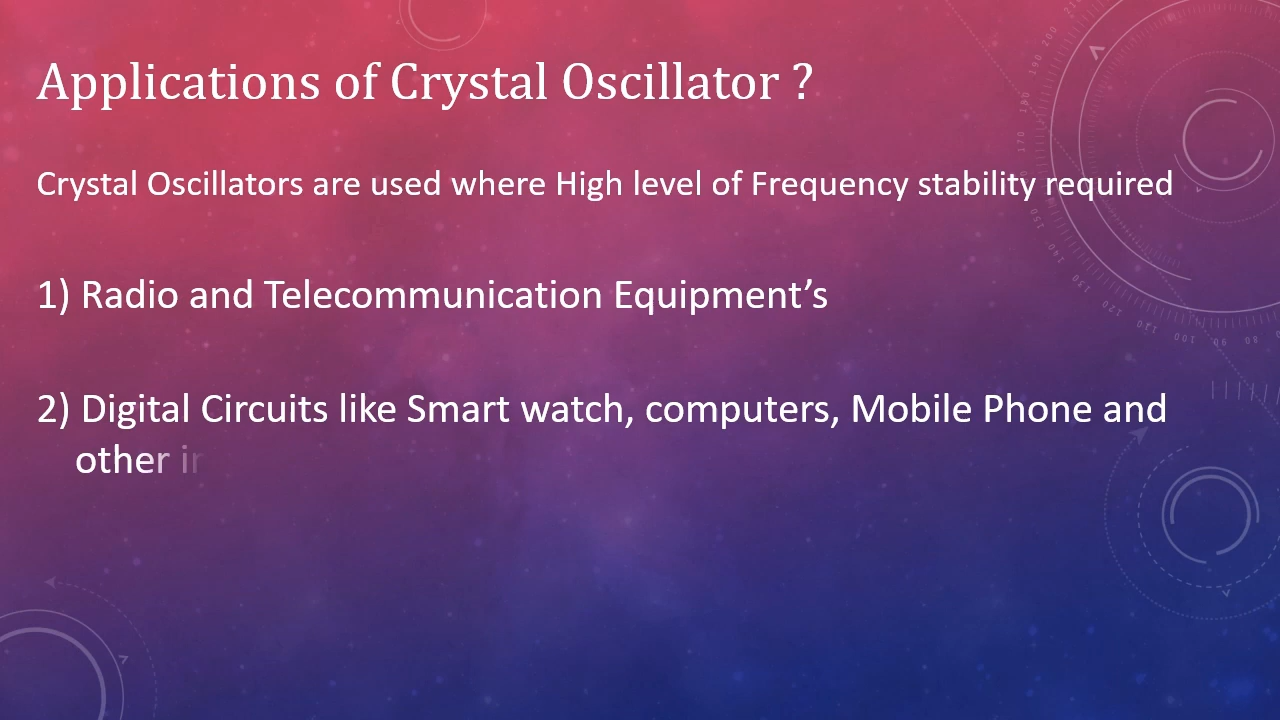 Applications of Crystal Oscillator ?
Crystal Oscillators are used where High level of Frequency stability required
1) Radio and Telecommunication Equipment’s
2) Digital Circuits like Smart watch, computers, Mobile Phone and
other